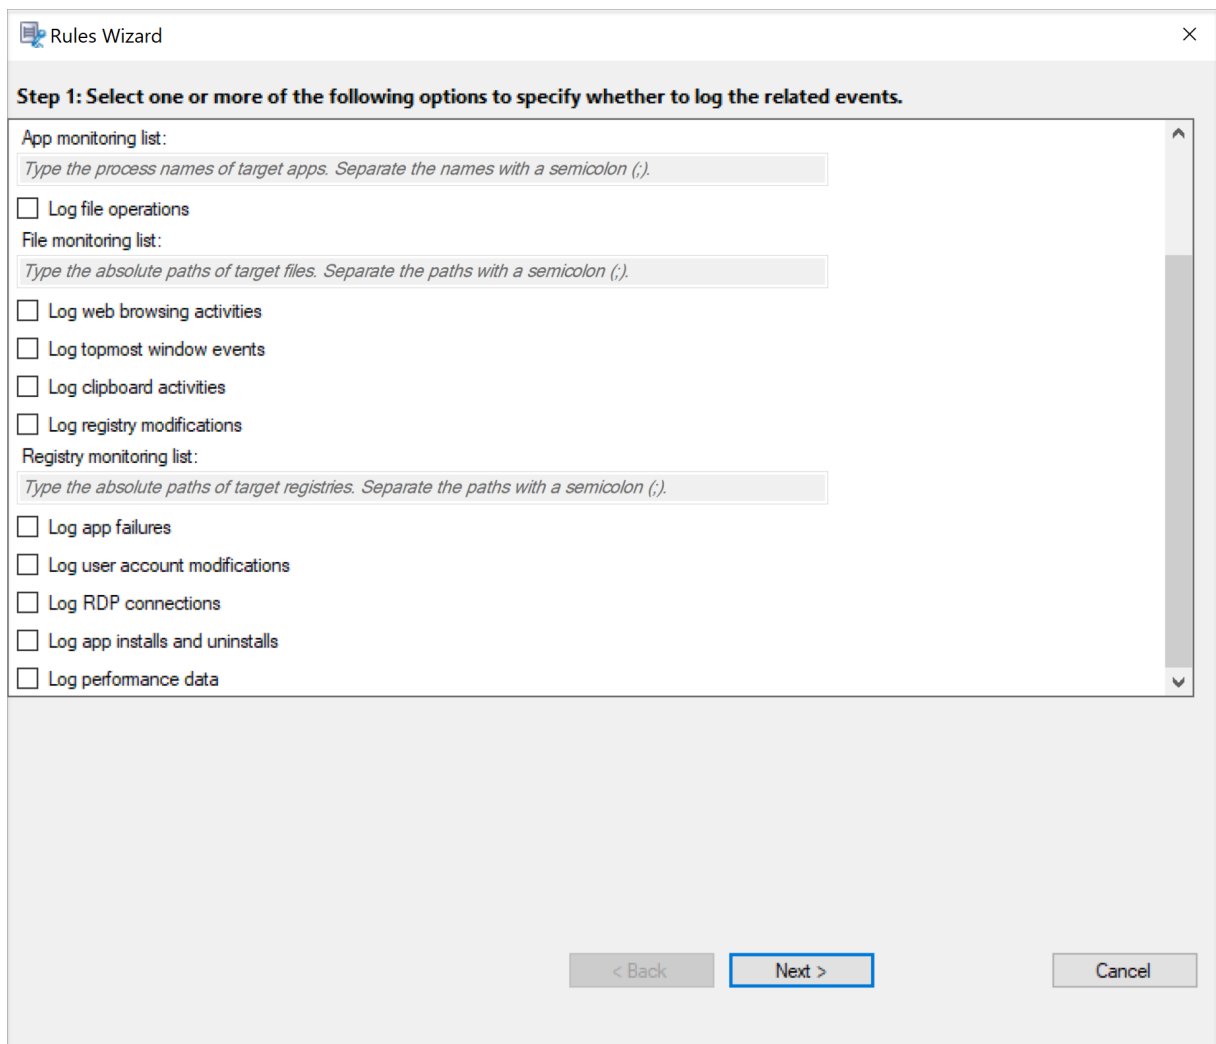 Rules Wizard
Step 1: Select one or more of the following options to specify whether to log the related events.
App monitoring list:
Type the process names of target apps. Separate the names with a semicolon (;).
Log file operations
File monitoring list:
Type the absolute paths of target files. Separate the paths with a semicolon (;).
Log web browsing activities
Log topmost window events
Log clipboard activities
Log registry modifications
Registry monitoring list:
Type the absolute paths of target registries. Separate the paths with a semicolon (;).
Log app failures
Log user account modifications
Log RDP connections
Log app installs and uninstalls
Log performance data
< Back Next > Cancel